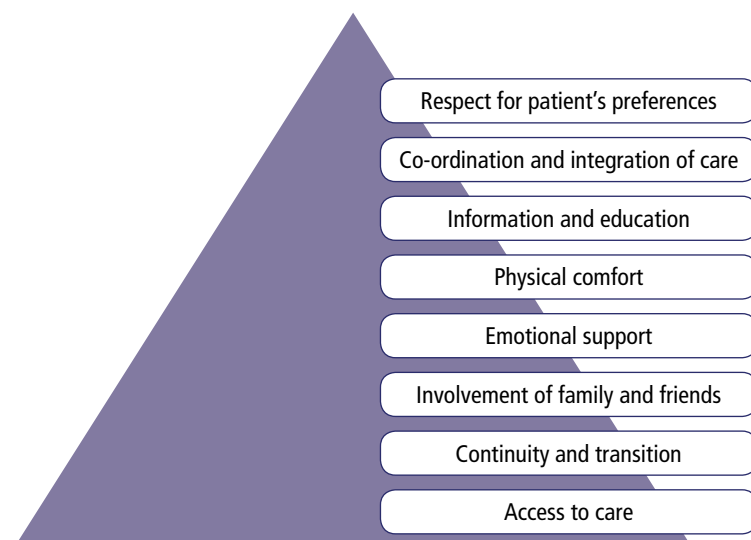 Respect for patient’s preferences
Co-ordination and integration of care
Information and education
Physical comfort
Emotional support
Involvement of family and friends
Continuity and transition
Access to care